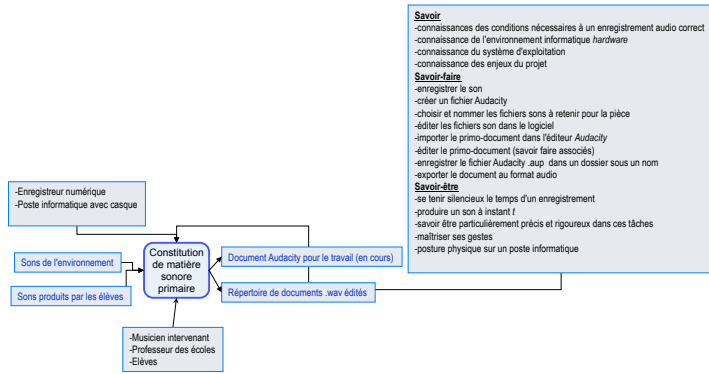 Savoir
-connaissances des conditions nécessaires à un enregistrement audio correct
-connaissance de l'environnement informatique hardware
-connaissance du système d'exploitation
-connaissance des enjeux du projet
Savoir-faire
-enregistrer le son
-créer un fichier Audacity
-choisir et nommer les fichiers sons à retenir pour la pièce
-éditer les fichiers son dans le logiciel
-importer le primo-document dans l'éditeur Audacity
-éditer le primo-document (savoir faire associés)
-enregistrer le fichier Audacity .aup dans un dossier sous un nom
-exporter le document au format audio
Savoir-être
-se tenir silencieux le temps d'un enregistrement
-produire un son à instant t
-savoir être particulièrement précis et rigoureux dans ces tâches
-maîtriser ses gestes
-posture physique sur un poste informatique
-Enregistreur numérique
-Poste informatique avec casque
Sons de l'environnement
Sons produits par les élèves
Constitution
de matière
sonore
primaire
Document Audacity pour le travail (en cours)
Répertoire de documents .wav édités
-Musicien intervenant
-Professeur des écoles
-Elèves